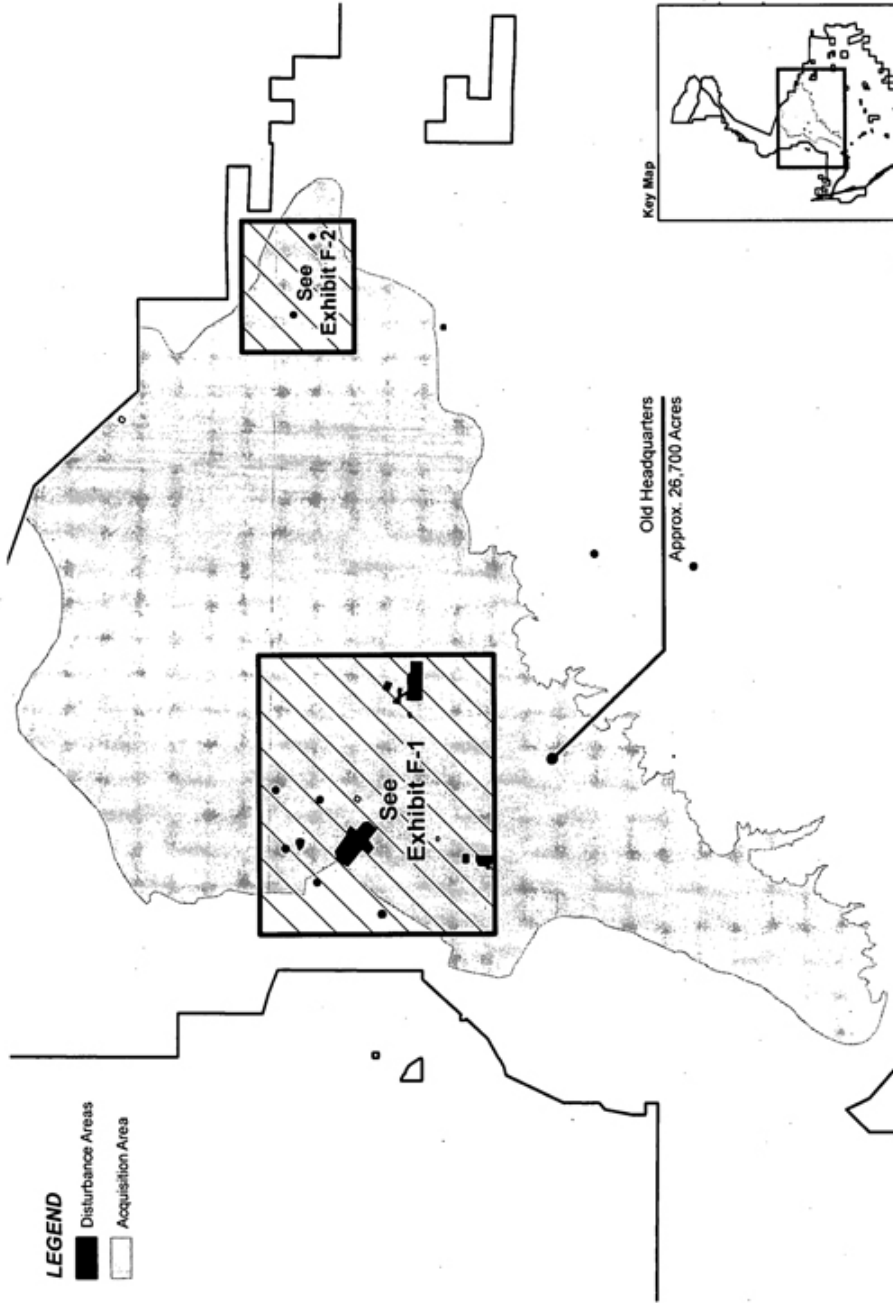 LEGEND
Disturbance Areas
Acquisition Area
See
Exhibit F-1
See
Exhibit F-2
Old Headquarters
Approx. 26,700 Acres
Key Map